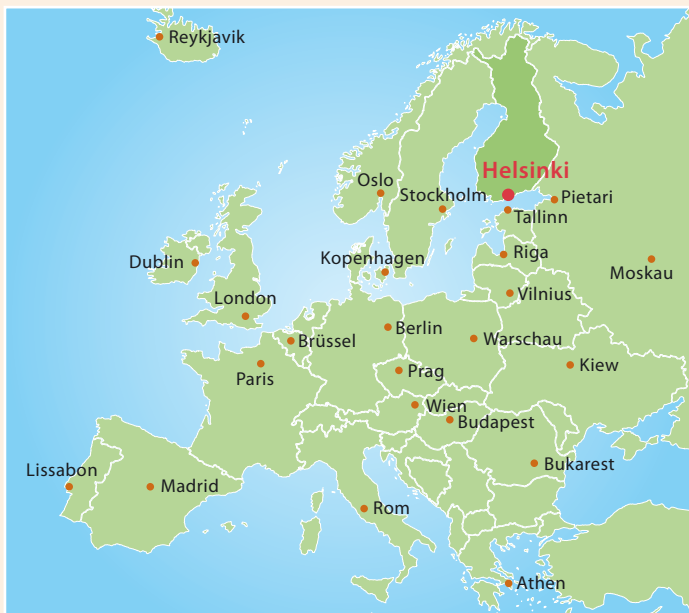 Reykjavik
Helsinki
Oslo
Stockholm
Pietari
Tallinn
Dublin
Kopenhagen
Riga
Moskau
London
Vilnius
Berlin
Brüssel
Warschau
Paris
Prag
Kiew
Wien
Budapest
Lissabon
Madrid
Bukarest
Rom
Athen